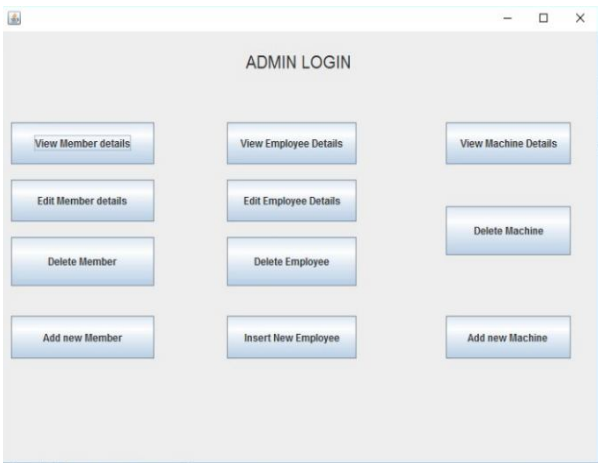 ADMIN LOGIN
View Member details
View Employee Details
View Machine Details
Edit Member details
Edit Employee Details
Delete Machine
Delete Member
Delete Employee
Add new Member
Insert New Employee
Add new Machine